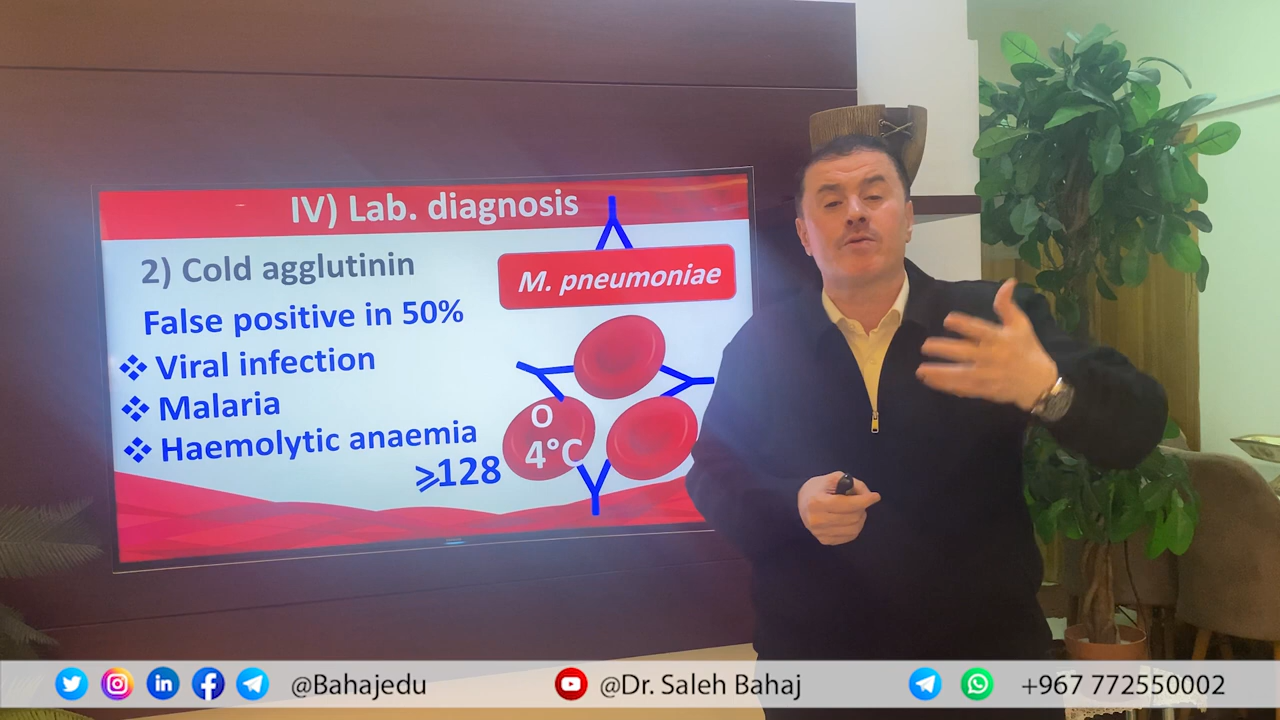 IV) Lab. diagnosis
2) Cold agglutinin
M. pneumoniae
False positive in 50%
❖ Viral infection
❖ Malaria
❖ Haemolytic anaemia
⩾128
O
4°C
@Bahajedu
@Dr. Saleh Bahaj
+967 772550002